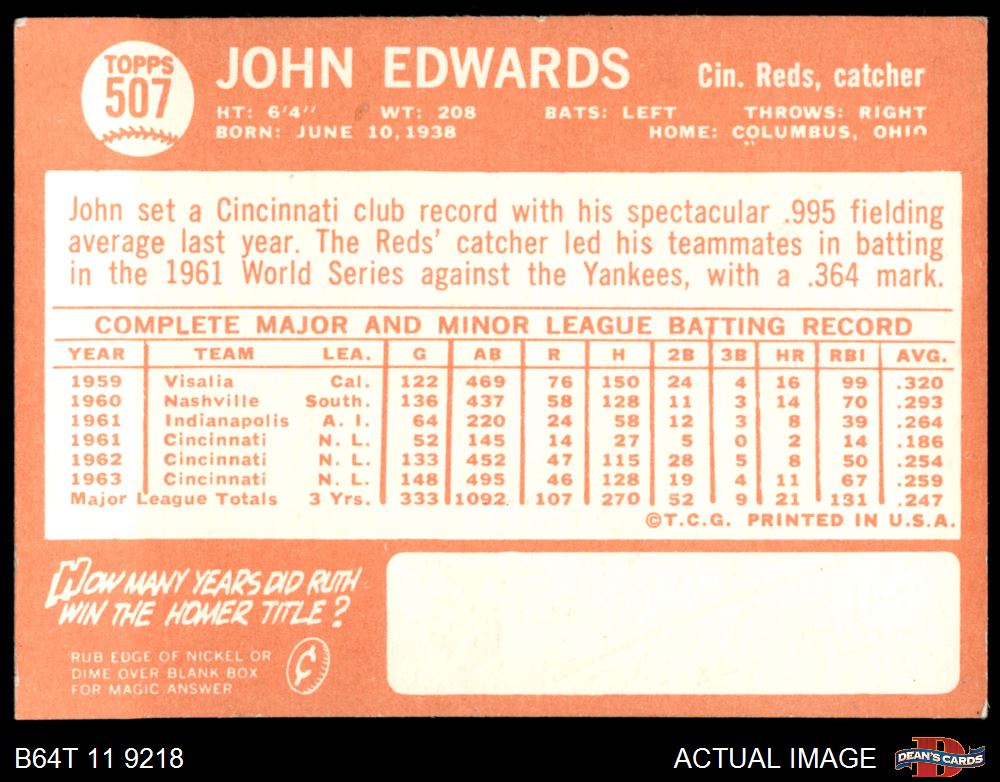 TOPPS
507
JOHN EDWARDS
Cin. Reds, catcher
HT: 6'4" WT: 208 BATS: LEFT THROWS: RIGHT
BORN: JUNE 10, 1938 HOME: COLUMBUS, OHIO
John set a Cincinnati club record with his spectacular .995 fielding
average last year. The Reds' catcher led his teammates in batting
in the 1961 World Series against the Yankees, with a .364 mark.
COMPLETE MAJOR AND MINOR LEAGUE BATTING RECORD
YEAR TEAM LEA. G AB R H 2B 3B HR RBI AVG.
1959 Visalia Cal. 122 469 76 150 24 4 16 99 .320
1960 Nashville South. 136 437 58 128 11 3 14 70 .293
1961 Indianapolis A. I. 64 220 24 58 12 3 8 39 .264
1961 Cincinnati N. L. 52 145 14 27 5 0 2 14 .186
1962 Cincinnati N. L. 133 452 47 115 28 5 8 50 .254
1963 Cincinnati N. L. 148 495 46 128 19 4 11 67 .259
Major League Totals 3 Yrs. 333 1092 107 270 52 9 21 131 .247
©T.C.G. PRINTED IN U.S.A.
HOW MANY YEARS DID RUTH
WIN THE HOMER TITLE?
RUB EDGE OF NICKEL OR
DIME OVER BLANK BOX
FOR MAGIC ANSWER
¢
B64T 11 9218
ACTUAL IMAGE
D
DEAN'S CARDS